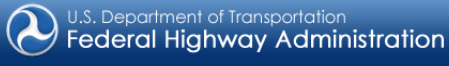 U.S. Department of Transportation
Federal Highway Administration